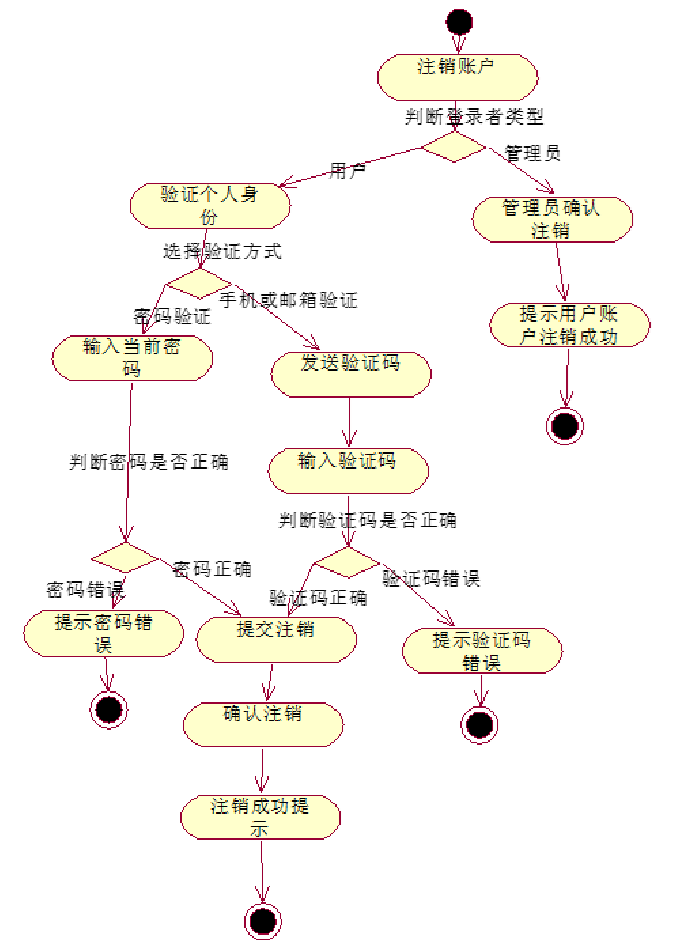 注销账户
判断登录者类型
管理员
用户
验证个人身
份
管理员确认
注销
选择验证方式
手机或邮箱验证
密码验证
提示用户账
户注销成功
输入当前密
码
发送验证码
输入验证码
判断密码是否正确
判断验证码是否正确
密码正确
验证码错误
密码错误
验证码正确
提示密码错
误
提交注销
提示验证码
错误
确认注销
注销成功提
示